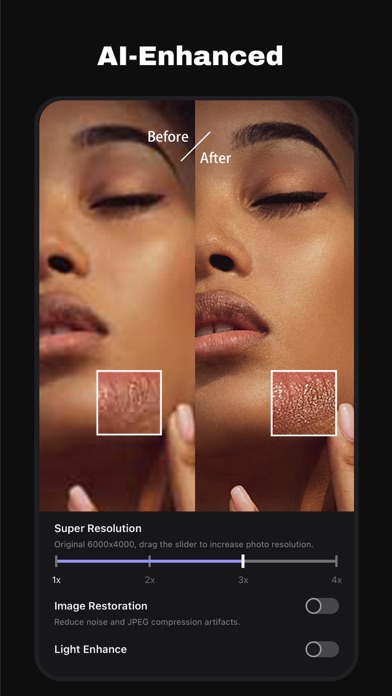 AI-Enhanced
Before
After
Super Resolution
Original 6000x4000, drag the slider to increase photo resolution.
1x 2x 3x 4x
Image Restoration
Reduce noise and JPEG compression artifacts.
Light Enhance